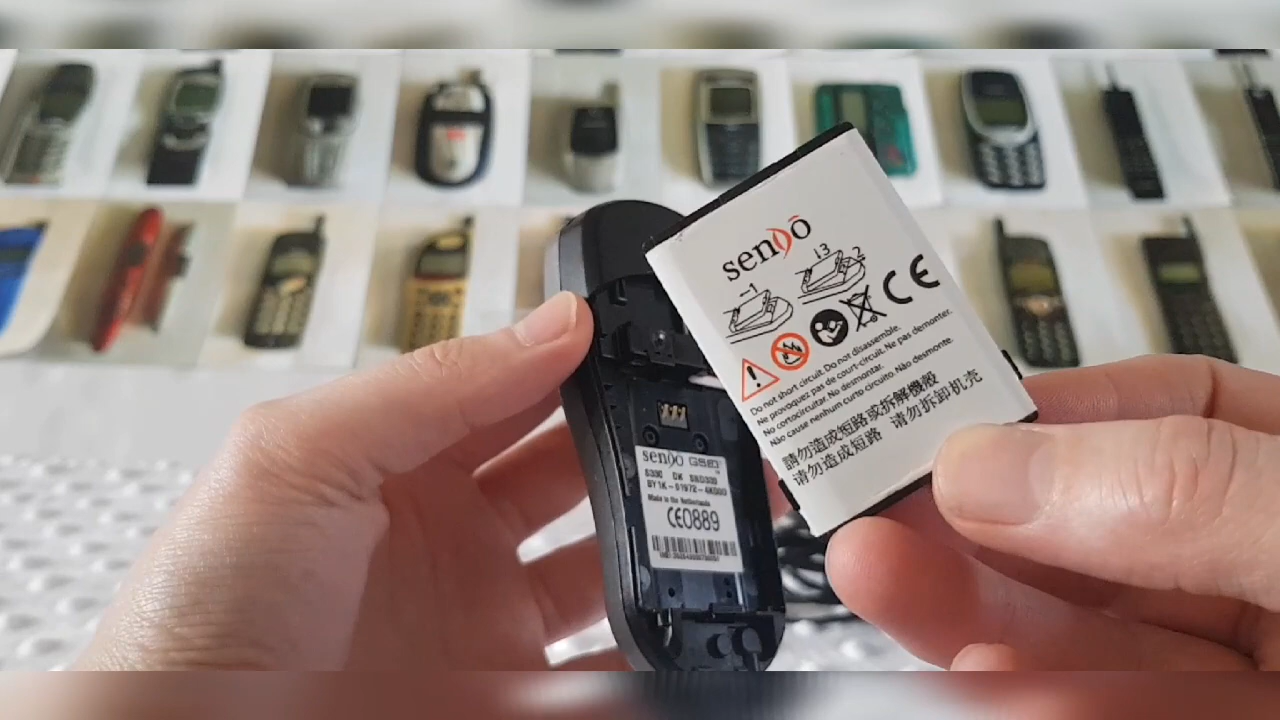 sendo
1
2
3
CE
Do not short circuit. Do not disassemble.
Ne provoquez pas de court-circuit. Ne pas demonter.
No cortocircuitar. No desmontar.
Não cause nenhum curto circuito. Não desmonte.
請勿造成短路或拆解機殼
请勿造成短路 请勿拆卸机壳
sendo GSM
S330 DK SND333
Made in the Netherlands
CE0889